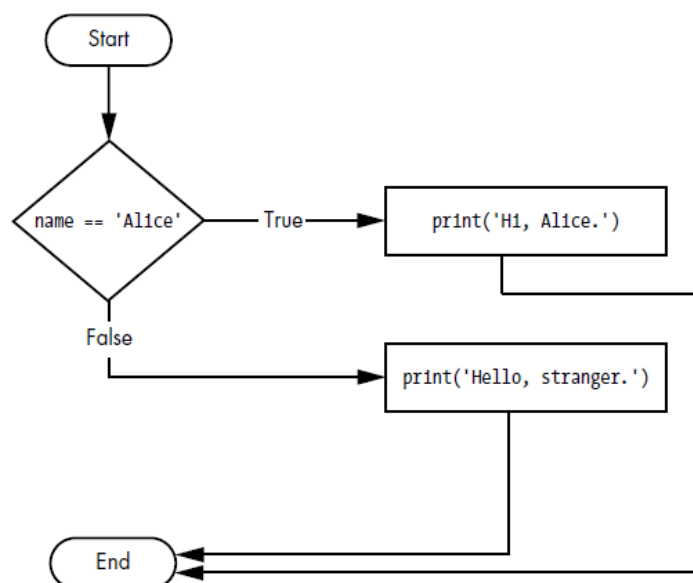 Start
name == 'Alice'
True
print('Hi, Alice.')
False
print('Hello, stranger.')
End